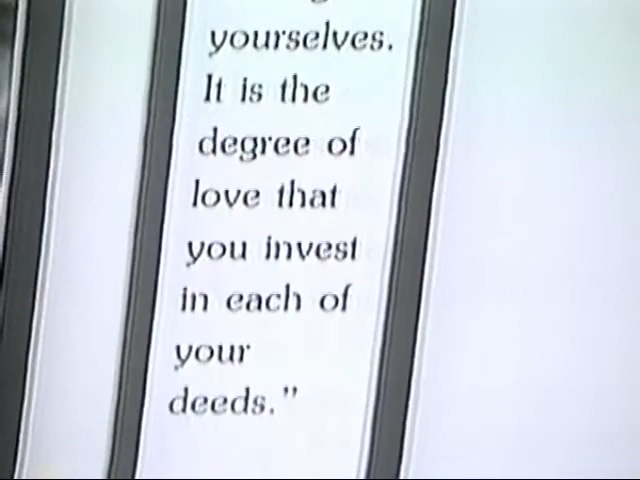 yourselves.
It is the
degree of
love that
you invest
in each of
your
deeds.”